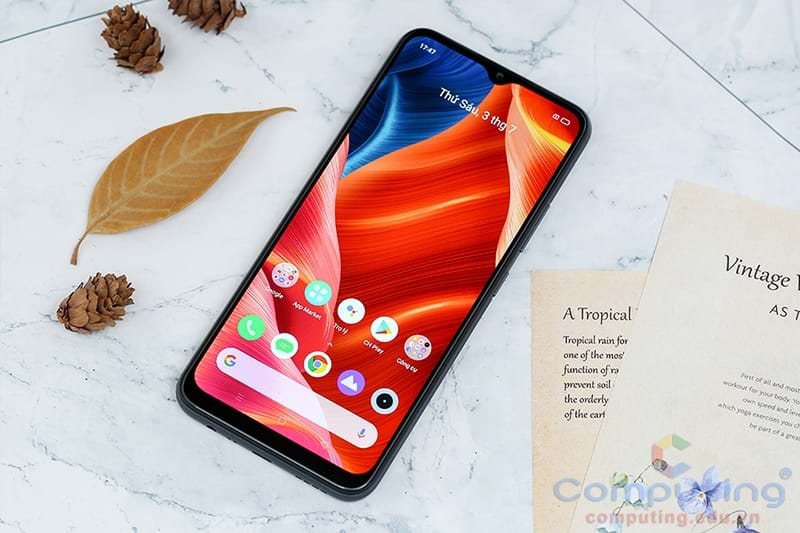 17:47
Thứ Sáu, 3 thg 7
Google
App Market
Trợ lý
CH Play
Công cụ
G
A Tropical
Tropical rain for
one of the mos
function of ra
prevent soil
the orderly
of the eart
Vintage
AS T
First of all and most
workout for your body. Yo
own speed and leve
which yoga exercises you ch
be part of a grea
Computing
computing.edu.vn